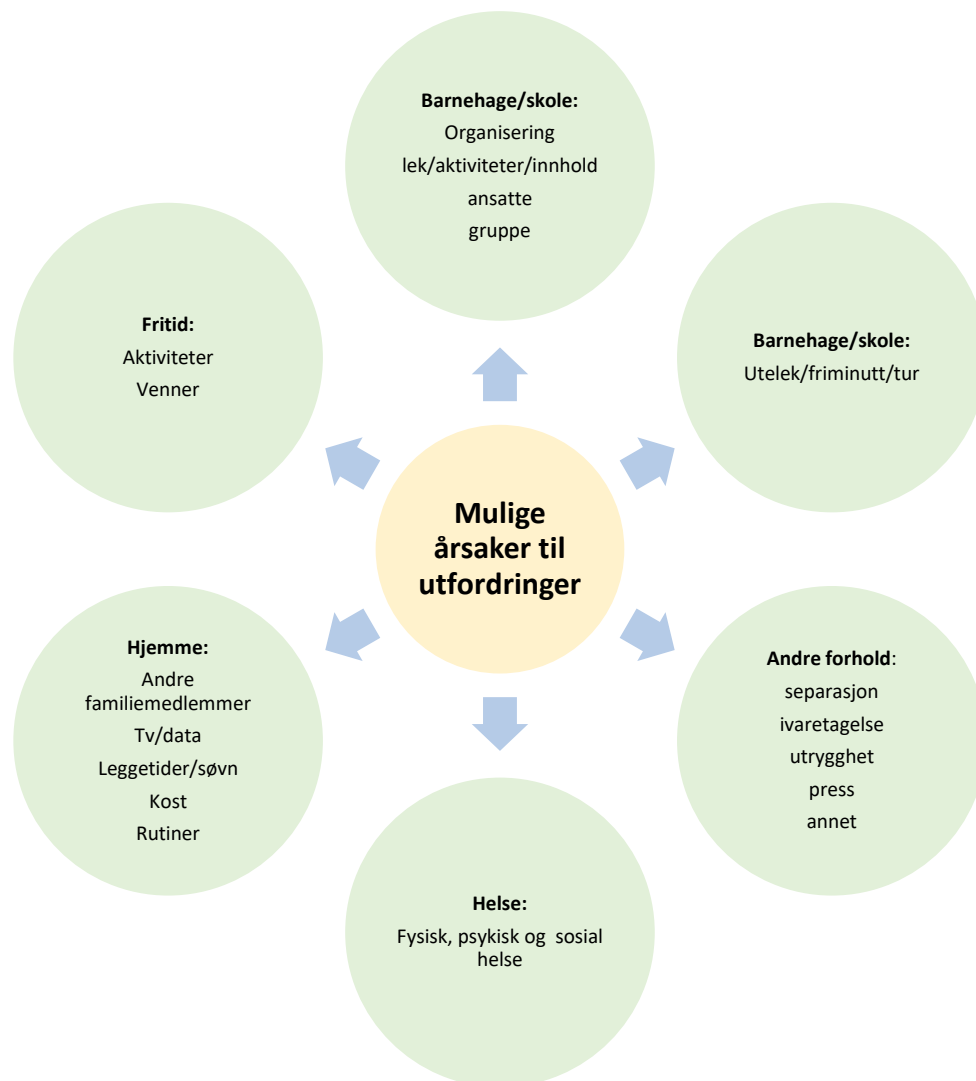 Barnehage/skole:
Organisering
lek/aktiviteter/innhold
ansatte
gruppe
Fritid:
Aktiviteter
Venner
Barnehage/skole:
Utelek/friminutt/tur
Mulige
årsaker til
utfordringer
Hjemme:
Andre
familiemedlemmer
Tv/data
Leggetider/søvn
Kost
Rutiner
Andre forhold:
separasjon
ivaretagelse
utrygghet
press
annet
Helse:
Fysisk, psykisk og sosial
helse